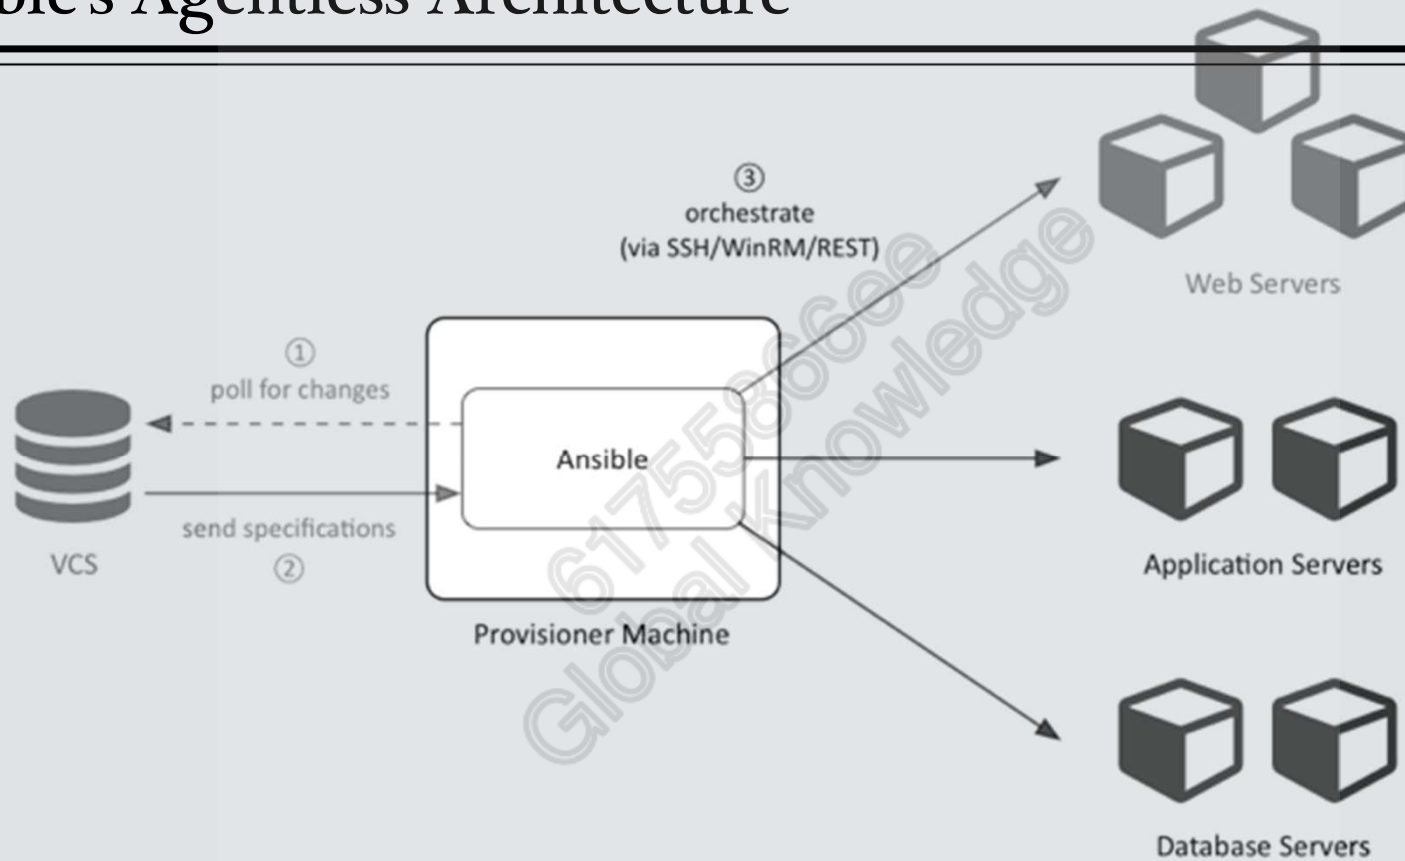 Agentless Architecture
③
orchestrate
(via SSH/WinRM/REST)
Web Servers
①
poll for changes
Ansible
send specifications
②
VCS
Application Servers
Provisioner Machine
Database Servers
61755866ee
Global Knowledge